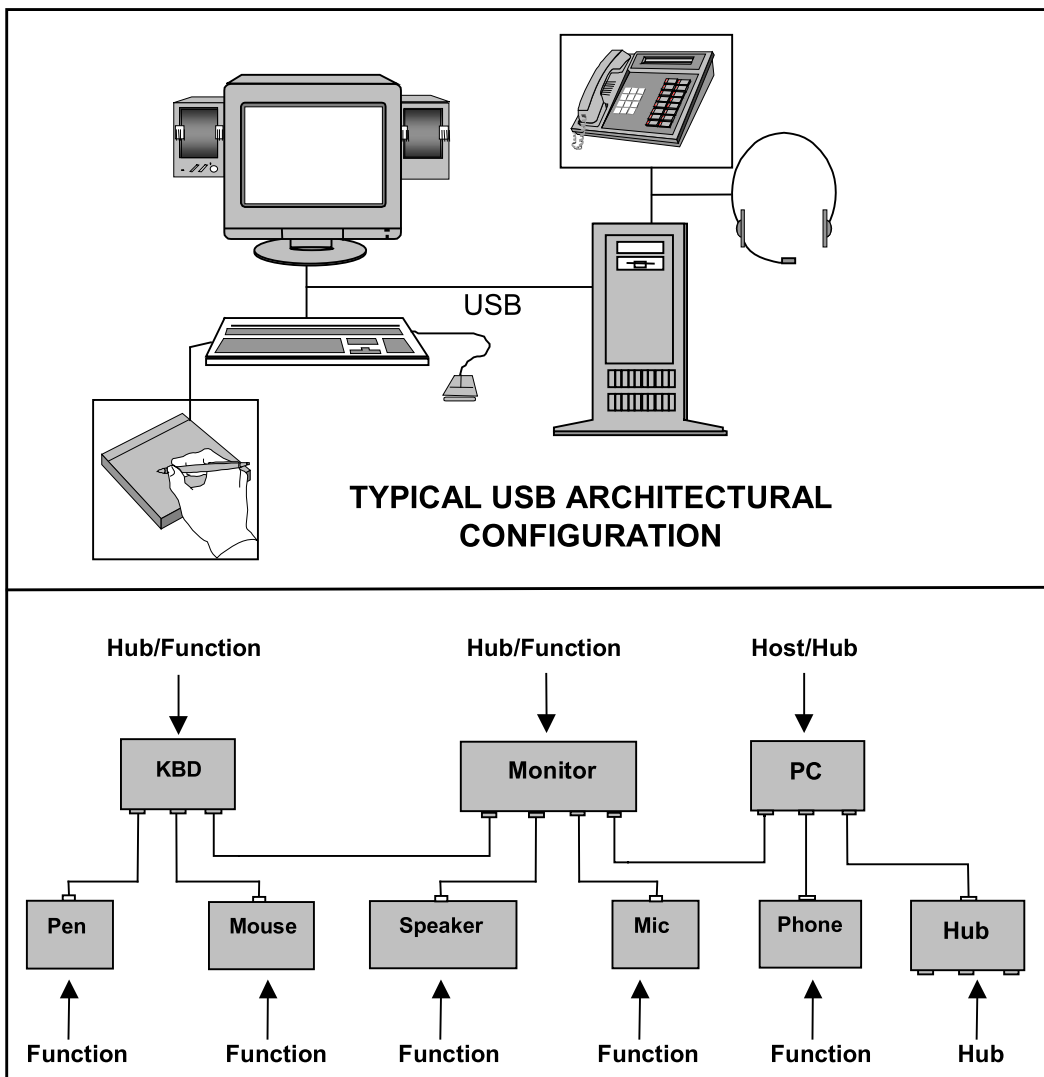 USB
TYPICAL USB ARCHITECTURAL
CONFIGURATION
Hub/Function Hub/Function Host/Hub
KBD Monitor PC
Pen Mouse Speaker Mic Phone Hub
Function Function Function Function Function Hub